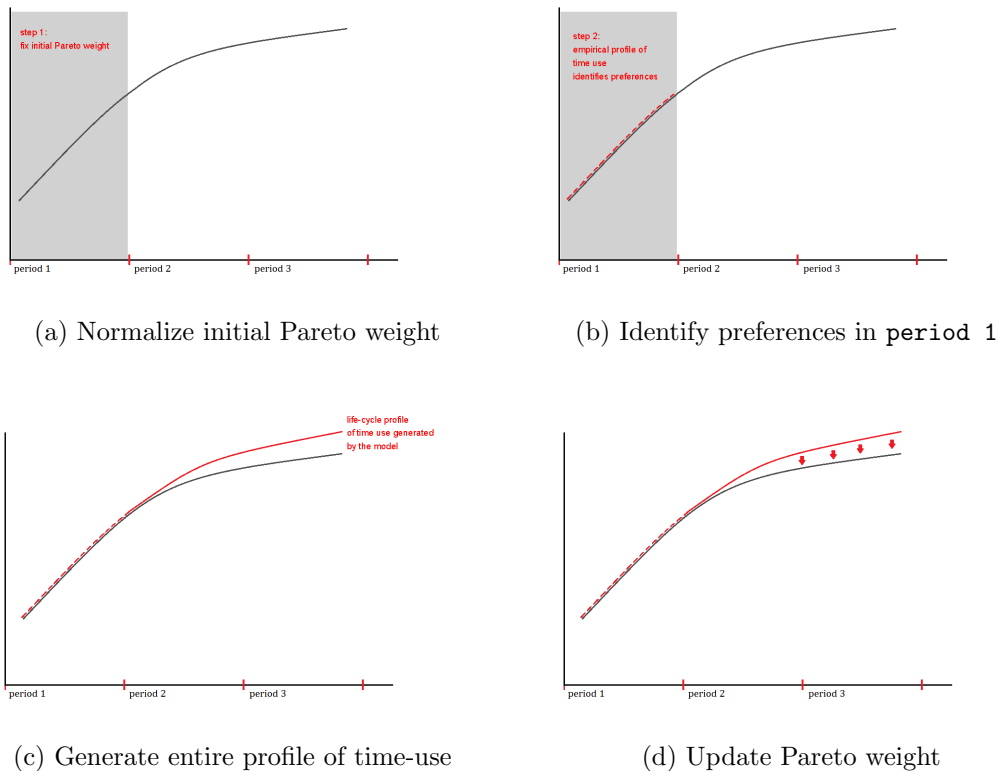 step 1:
fix initial Pareto weight
period 1
period 2
period 3
(a) Normalize initial Pareto weight
step 2:
empirical profile of
time use
identifies preferences
period 1
period 2
period 3
(b) Identify preferences in period 1
life-cycle profile
of time use generated
by the model
period 1
period 2
period 3
(c) Generate entire profile of time-use
period 1
period 2
period 3
(d) Update Pareto weight